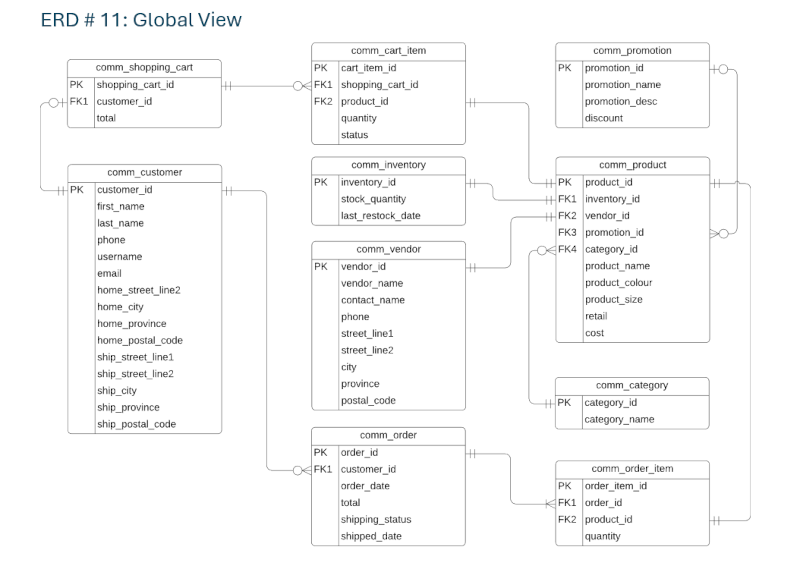 ERD # 11: Global View
comm_shopping_cart
PK shopping_cart_id
FK1 customer_id
total
comm_customer
PK customer_id
first_name
last_name
phone
username
email
home_street_line2
home_city
home_province
home_postal_code
ship_street_line1
ship_street_line2
ship_city
ship_province
ship_postal_code
comm_cart_item
PK cart_item_id
FK1 shopping_cart_id
FK2 product_id
quantity
status
comm_inventory
PK inventory_id
stock_quantity
last_restock_date
comm_vendor
PK vendor_id
vendor_name
contact_name
phone
street_line1
street_line2
city
province
postal_code
comm_order
PK order_id
FK1 customer_id
order_date
total
shipping_status
shipped_date
comm_promotion
PK promotion_id
promotion_name
promotion_desc
discount
comm_product
PK product_id
FK1 inventory_id
FK2 vendor_id
FK3 promotion_id
FK4 category_id
product_name
product_colour
product_size
retail
cost
comm_category
PK category_id
category_name
comm_order_item
PK order_item_id
FK1 order_id
FK2 product_id
quantity